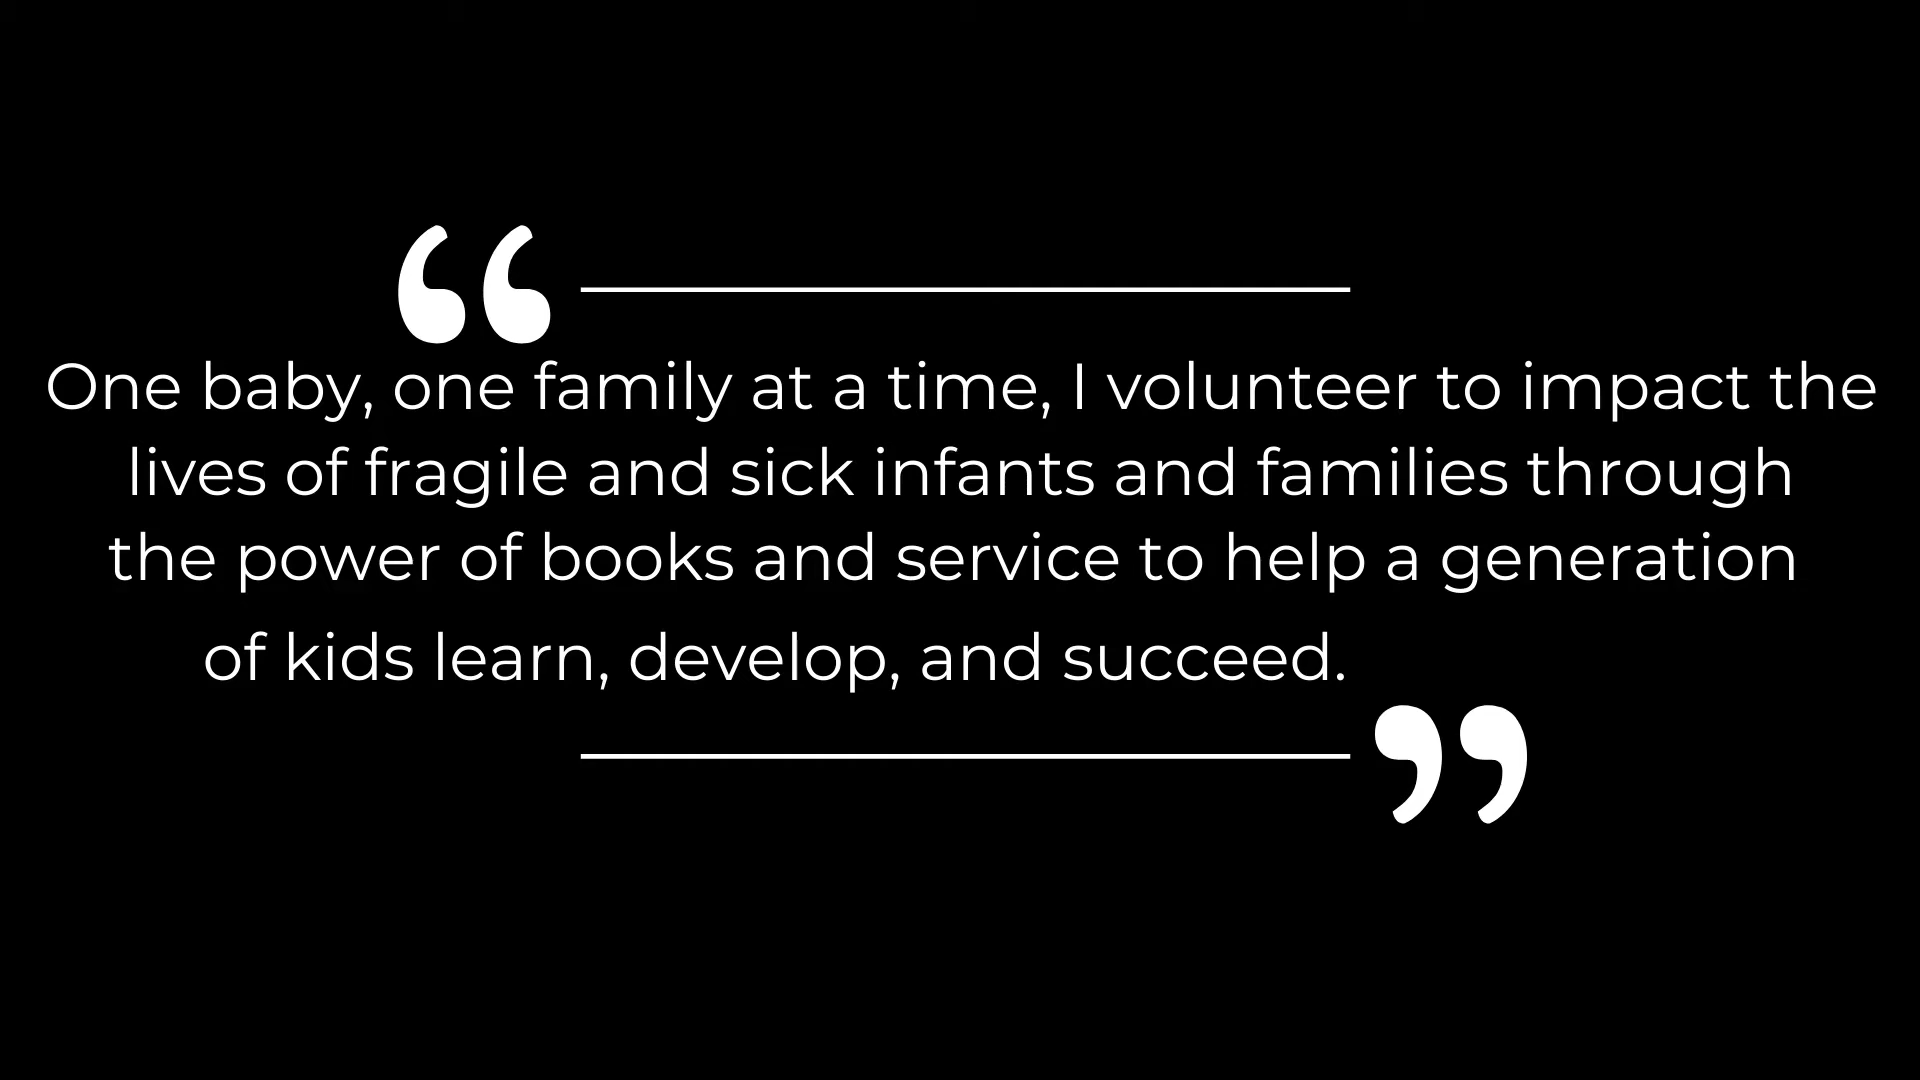 “
One baby, one family at a time, I volunteer to impact the
lives of fragile and sick infants and families through
the power of books and service to help a generation
of kids learn, develop, and succeed.
”